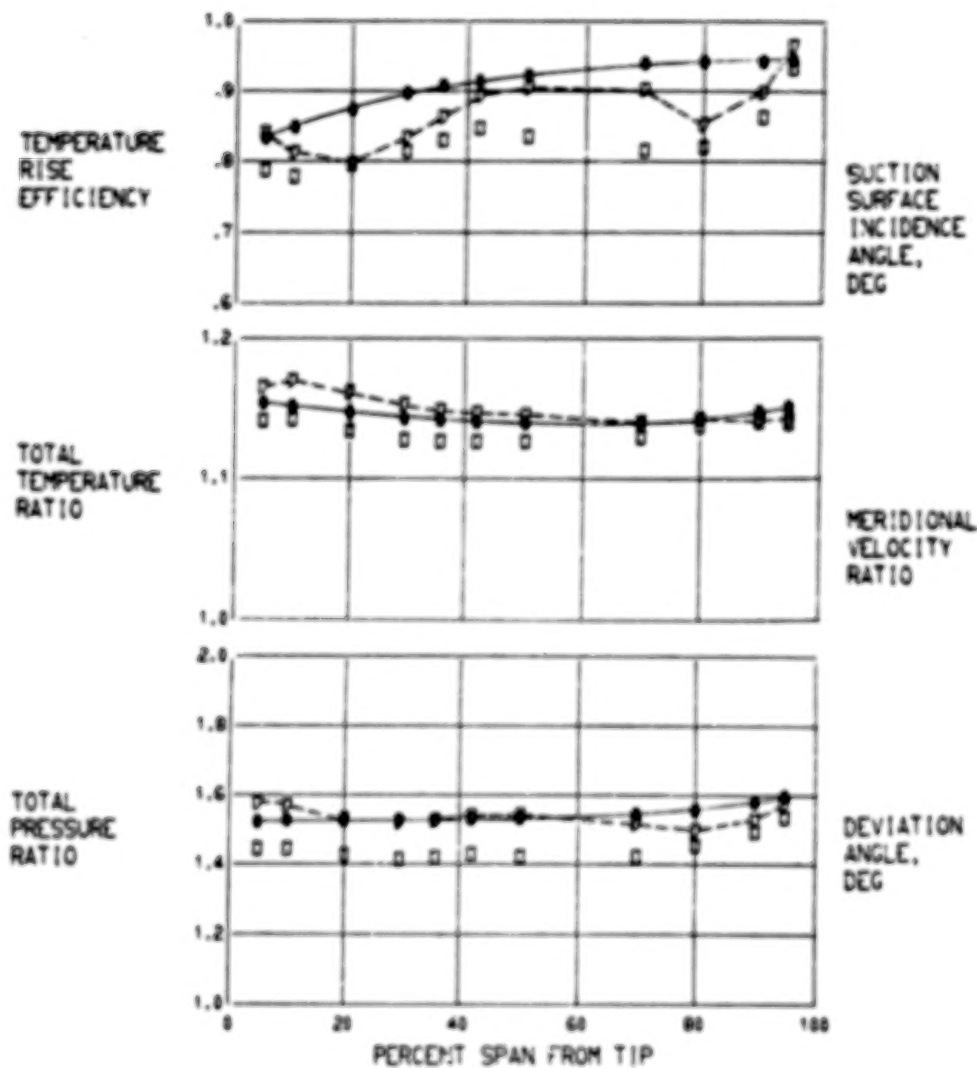 1.0
.9
.8
.7
.6
TEMPERATURE
RISE
EFFICIENCY
SUCTION
SURFACE
INCIDENCE
ANGLE,
DEG
1.2
1.1
1.0
TOTAL
TEMPERATURE
RATIO
MERIDIONAL
VELOCITY
RATIO
2.0
1.8
1.6
1.4
1.2
1.0
TOTAL
PRESSURE
RATIO
DEVIATION
ANGLE,
DEG
0 20 40 60 80 100
PERCENT SPAN FROM TIP